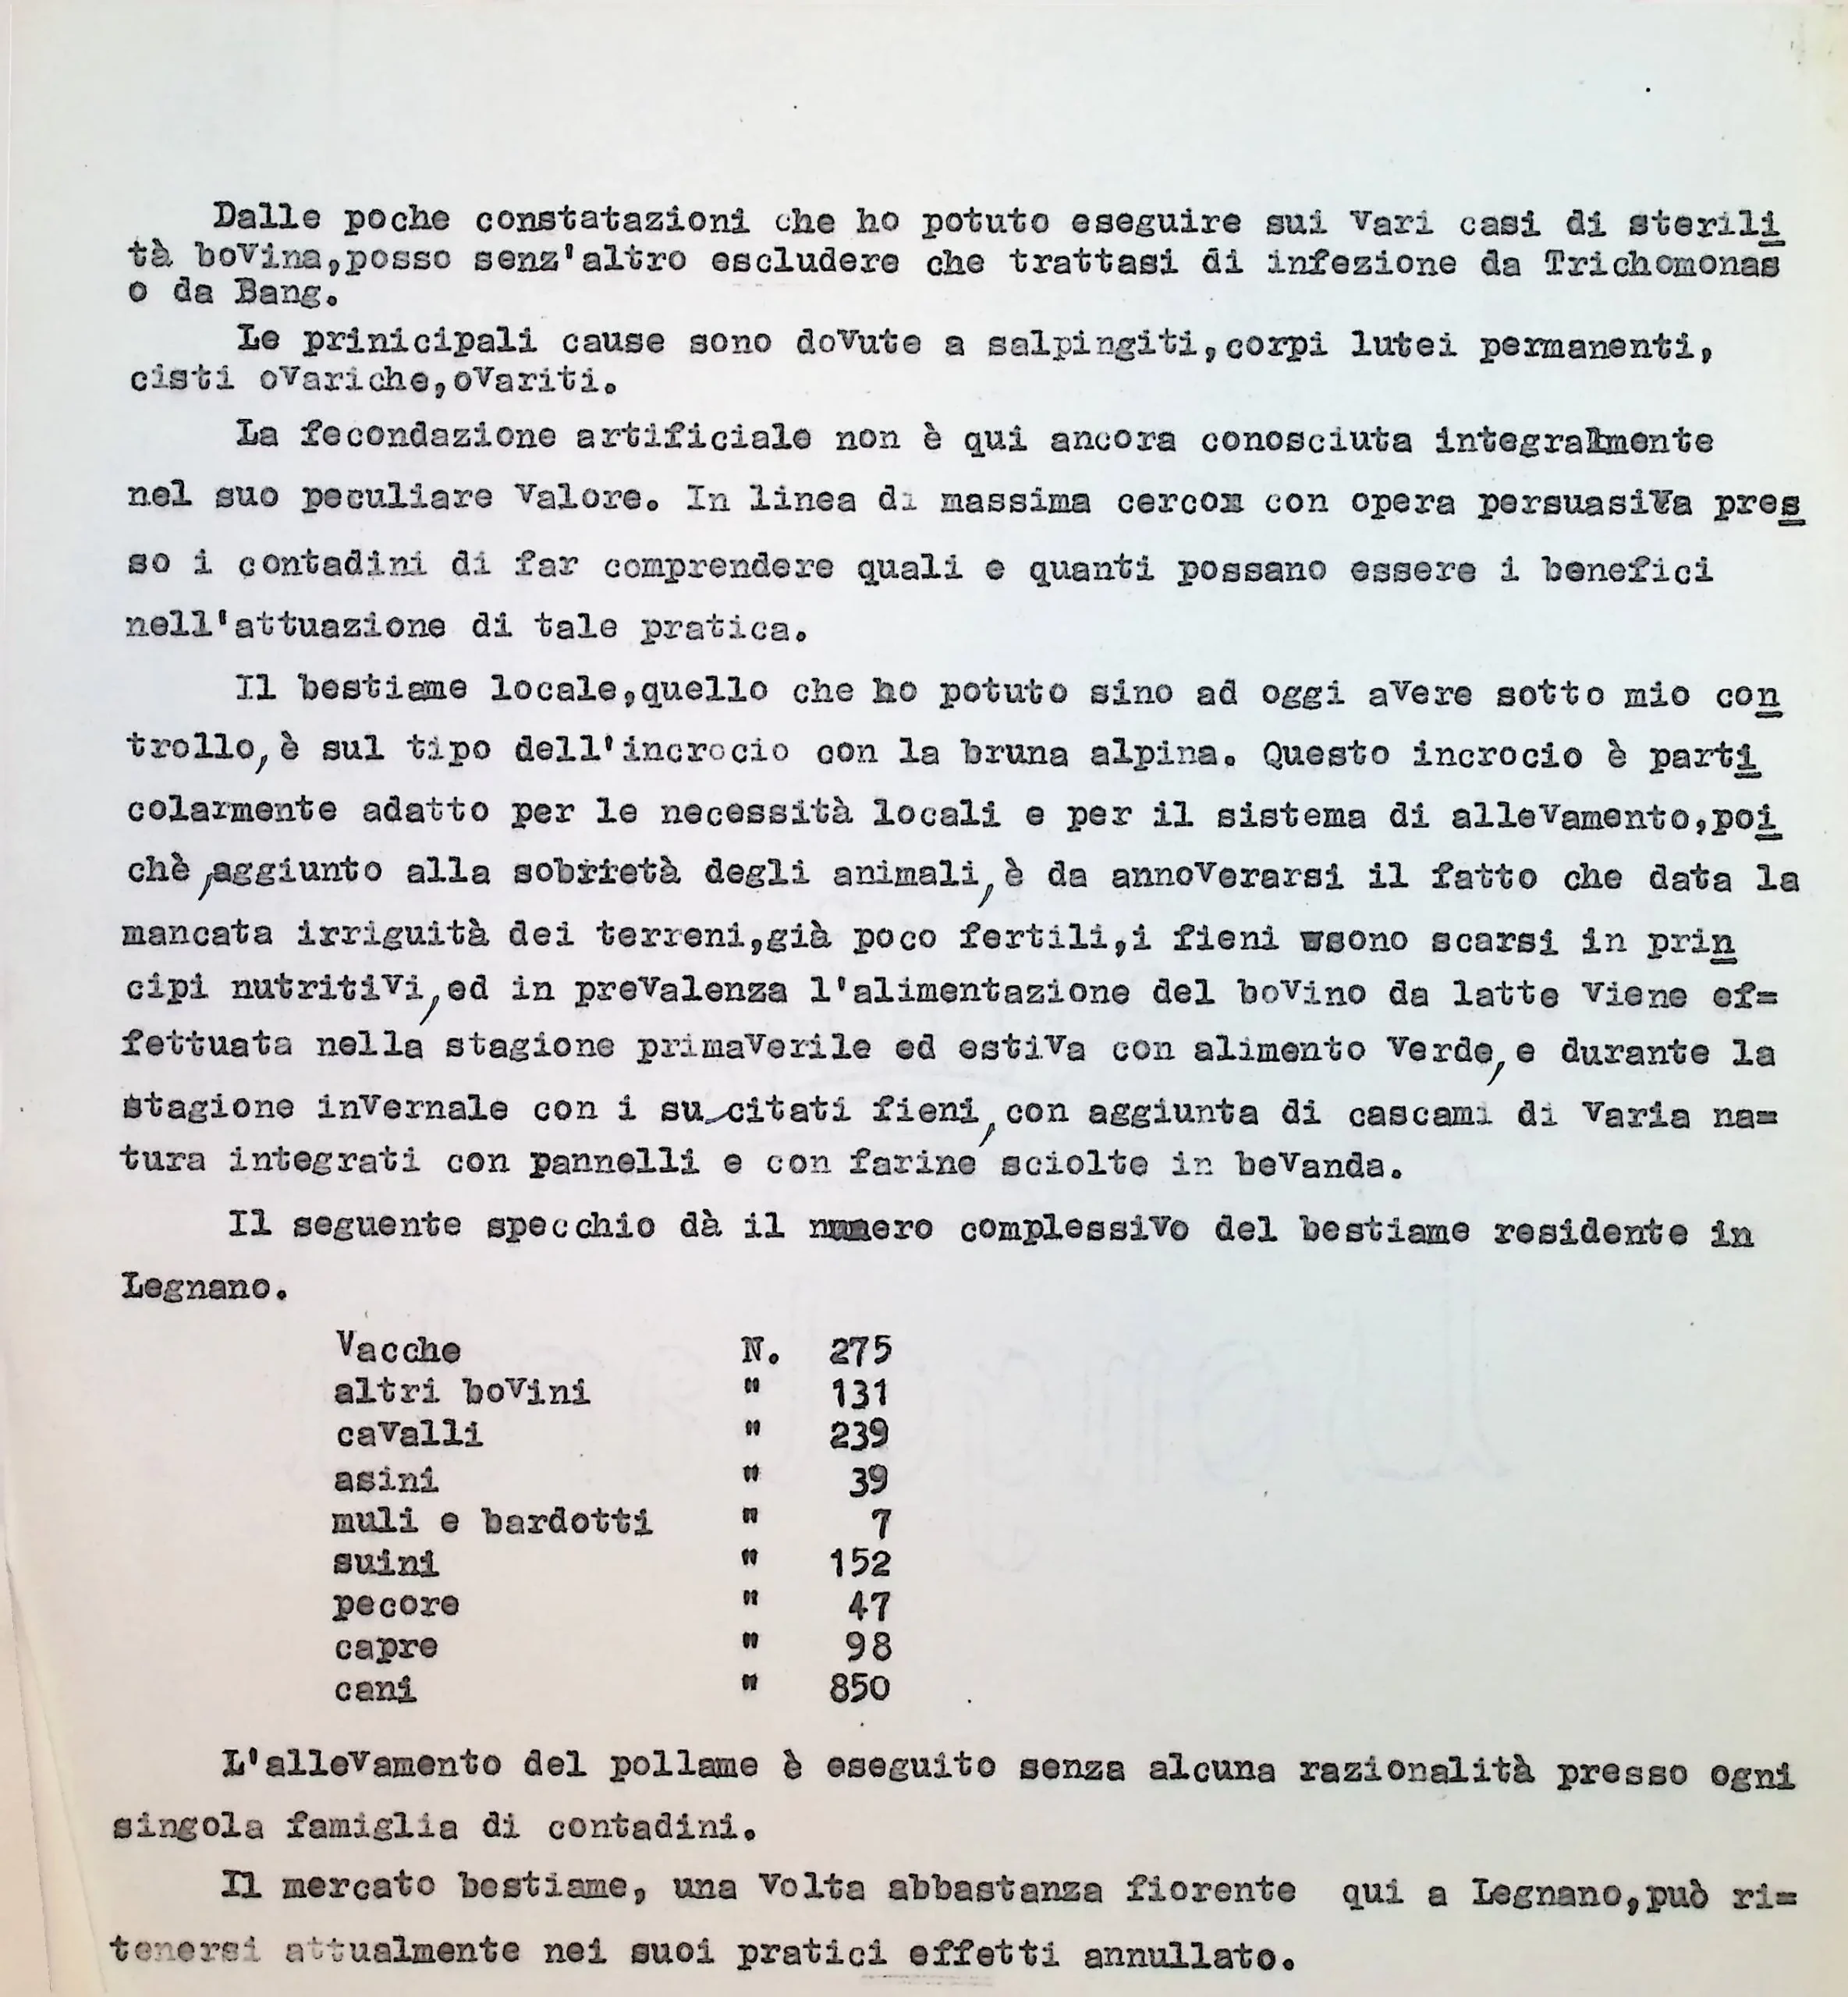 Dalle poche constatazioni che ho potuto eseguire sui vari casi di sterili
tà bovina,posso senz'altro escludere che trattasi di infezione da Trichomonas
o da Bang.
Le prinicipali cause sono dovute a salpingiti,corpi lutei permanenti,
cisti ovariche,ovariti.
La fecondazione artificiale non è qui ancora conosciuta integralmente
nel suo peculiare valore. In linea di massima cerco con opera persuasiva pres
so i contadini di far comprendere quali e quanti possano essere i benefici
nell'attuazione di tale pratica.
Il bestiame locale,quello che ho potuto sino ad oggi avere sotto mio con
trollo,è sul tipo dell'incrocio con la bruna alpina. Questo incrocio è parti
colarmente adatto per le necessità locali e per il sistema di allevamento,poi
chè,aggiunto alla sobrietà degli animali,è da annoverarsi il fatto che data la
mancata irriguità dei terreni,già poco fertili,i fieni sono scarsi in prin
cipi nutritivi,ed in prevalenza l'alimentazione del bovino da latte viene ef=
fettuata nella stagione primaverile ed estiva con alimento verde,e durante la
stagione invernale con i su citati fieni,con aggiunta di cascami di varia na=
tura integrati con pannelli e con farine sciolte in bevanda.
Il seguente specchio dà il numero complessivo del bestiame residente in
Legnano.
Vacche N. 275
altri bovini " 131
cavalli " 239
asini " 39
muli e bardotti " 7
suini " 152
pecore " 47
capre " 98
cani " 850
L'allevamento del pollame è eseguito senza alcuna razionalità presso ogni
singola famiglia di contadini.
Il mercato bestiame, una volta abbastanza fiorente qui a Legnano,può ri=
tenersi attualmente nei suoi pratici effetti annullato.